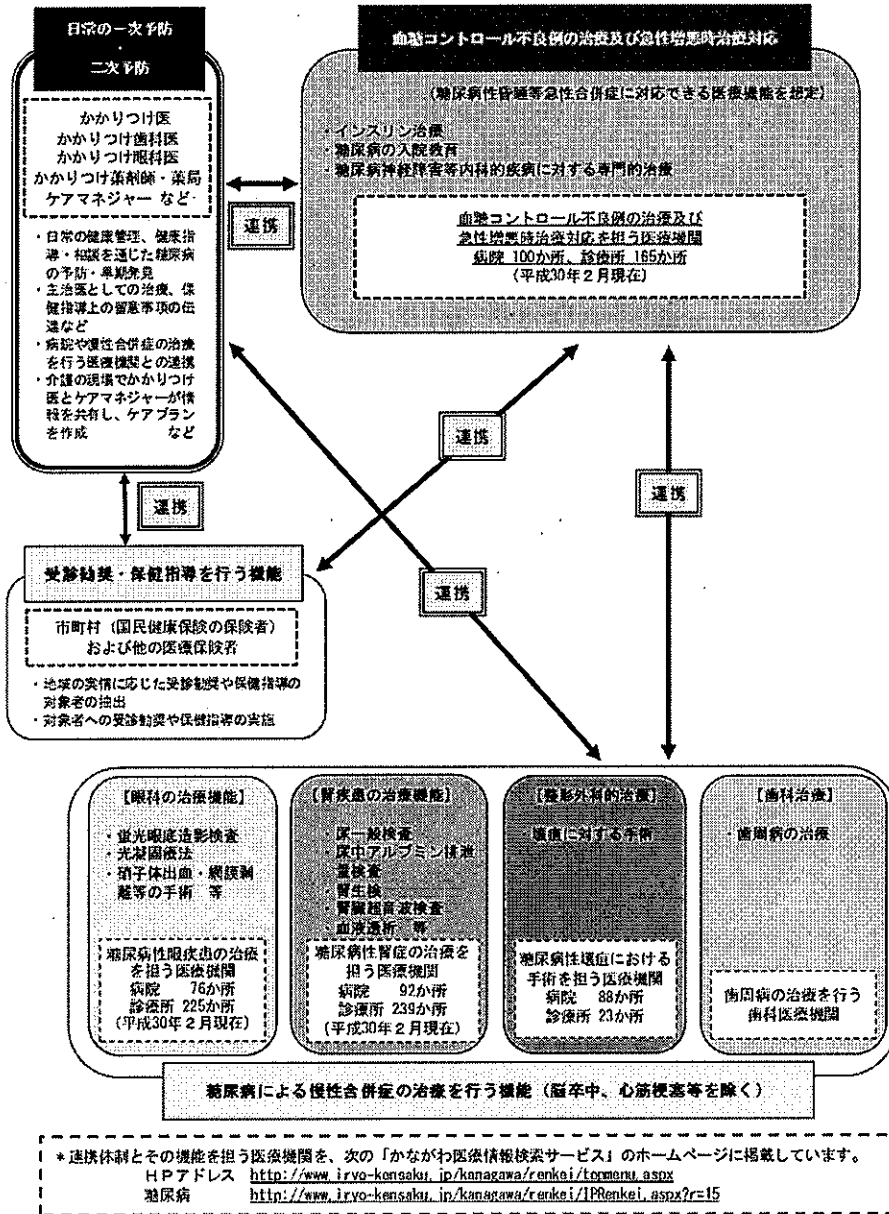 日常の一次予防
・
二次予防
かかりつけ医
かかりつけ歯科医
かかりつけ眼科医
かかりつけ薬剤師・薬局
ケアマネジャー など
・日常の健康管理、健康指
導・相談を通じた糖尿病
の予防・早期発見
・主治医としての治療、保
健指導上の留意事項の伝
達など
・病院や慢性合併症の治療
を行う医療機関との連携
・介護の現場でかかりつけ
医とケアマネジャーが情
報を共有し、ケアプラン
を作成 など
血糖コントロール不良例の治療及び急性増悪時治療対応
(糖尿病性昏睡等急性合併症に対応できる医療機能を想定)
・インスリン治療
・糖尿病の入院教育
・糖尿病神経障害等内科的疾病に対する専門的治療
血糖コントロール不良例の治療及び
急性増悪時治療対応を担う医療機関
病院 100か所、診療所 165か所
(平成30年2月現在)
連携
連携
連携
連携
連携
受診勧奨・保健指導を行う機能
市町村(国民健康保険の保険者)
および他の医療保険者
・地域の実情に応じた受診勧奨や保健指導の
対象者の抽出
・対象者への受診勧奨や保健指導の実施
【眼科の治療機能】
・蛍光眼底造影検査
・光凝固療法
・硝子体出血・網膜剥
離等の手術 等
糖尿病性眼疾患の治療
を担う医療機関
病院 76か所
診療所 225か所
(平成30年2月現在)
【腎疾患の治療機能】
・尿一般検査
・尿中アルブミン排泄
量検査
・腎生検
・腎臓超音波検査
・血液透析 等
糖尿病性腎症の治療を
担う医療機関
病院 92か所
診療所 239か所
(平成30年2月現在)
【整形外科的治療】
・壊疽に対する手術
糖尿病性壊疽における
手術を担う医療機関
病院 88か所
診療所 23か所
【歯科治療】
・歯周病の治療
歯周病の治療を行う
歯科医療機関
糖尿病による慢性合併症の治療を行う機能(脳卒中、心筋梗塞等を除く)
*連携体制とその機能を担う医療機関を、次の「かながわ医療情報検索サービス」のホームページに掲載しています。
HPアドレス http://www.iryo-kensaku.jp/kanagawa/renkei/topmenu.aspx
糖尿病 http://www.iryo-kensaku.jp/kanagawa/renkei/IPRenkei.aspx?r=15